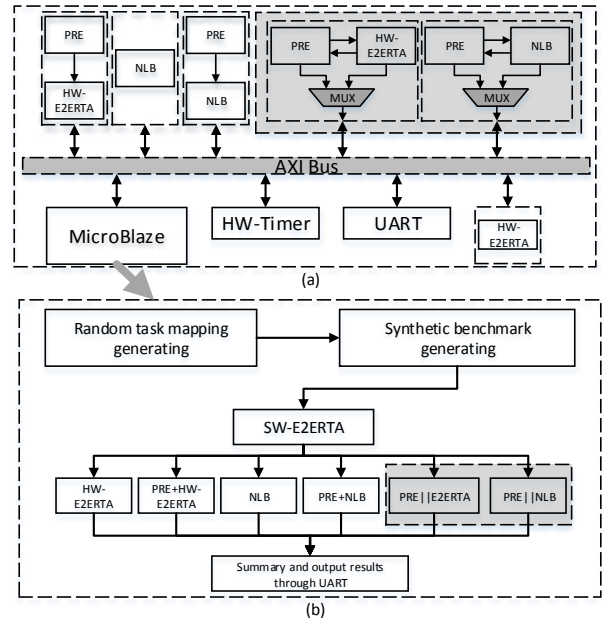 PRE
HW-
E2ERTA
NLB
PRE
NLB
PRE
HW-
E2ERTA
MUX
PRE
NLB
MUX
AXI Bus
MicroBlaze
HW-Timer
UART
HW-
E2ERTA
(a)
Random task mapping
generating
Synthetic benchmark
generating
SW-E2ERTA
HW-
E2ERTA
PRE+HW-
E2ERTA
NLB
PRE+NLB
PRE||E2ERTA
PRE||NLB
Summary and output results
through UART
(b)